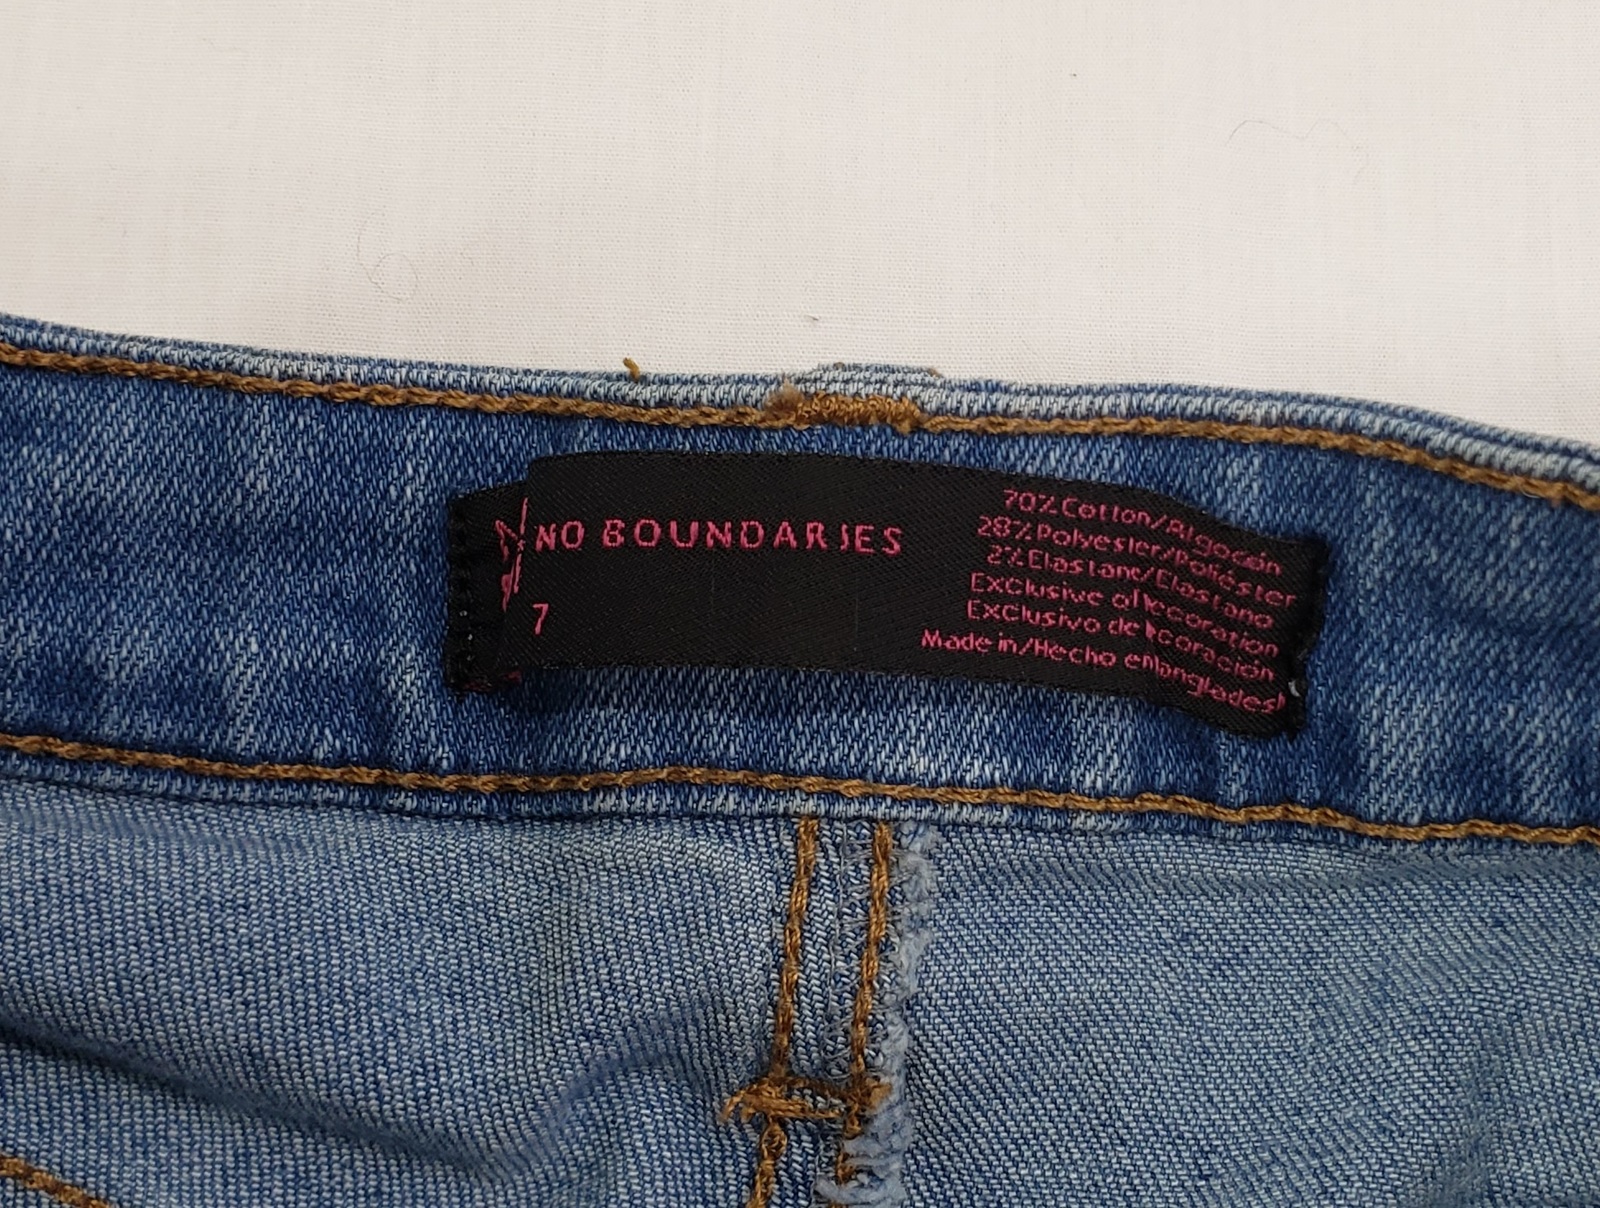 NO BOUNDARIES
7
70% Cotton/Algodón
28% Polyester/Poliéster
2% Elastane/Elastano
Exclusive of Decoration
Exclusivo de Decoración
Made in/Hecho en Bangladesh